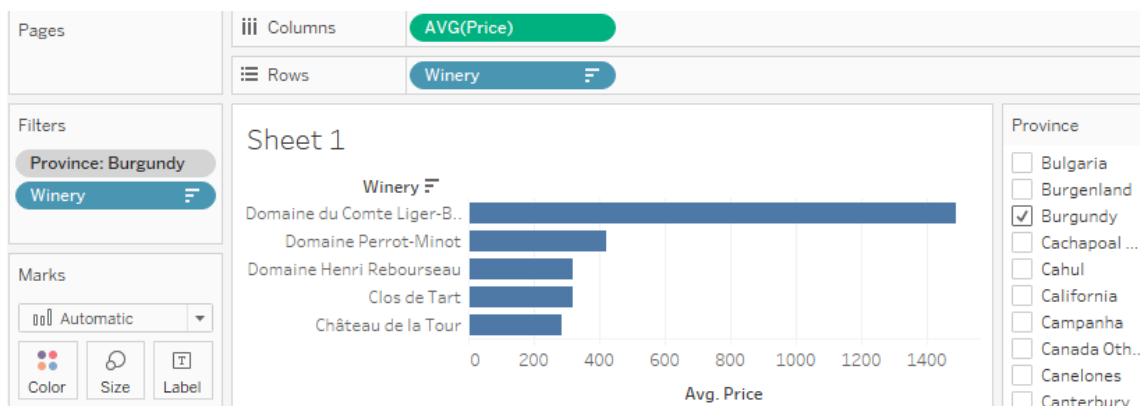 Pages
Columns
AVG(Price)
Rows
Winery
Filters
Province: Burgundy
Winery
Marks
Automatic
Color
Size
T
Label
Sheet 1
Winery
Domaine du Comte Liger-B..
Domaine Perrot-Minot
Domaine Henri Rebourseau
Clos de Tart
Château de la Tour
0 200 400 600 800 1000 1200 1400
Avg. Price
Province
Bulgaria
Burgenland
Burgundy
Cachapoal ...
Cahul
California
Campanha
Canada Oth..
Canelones
Canterbury